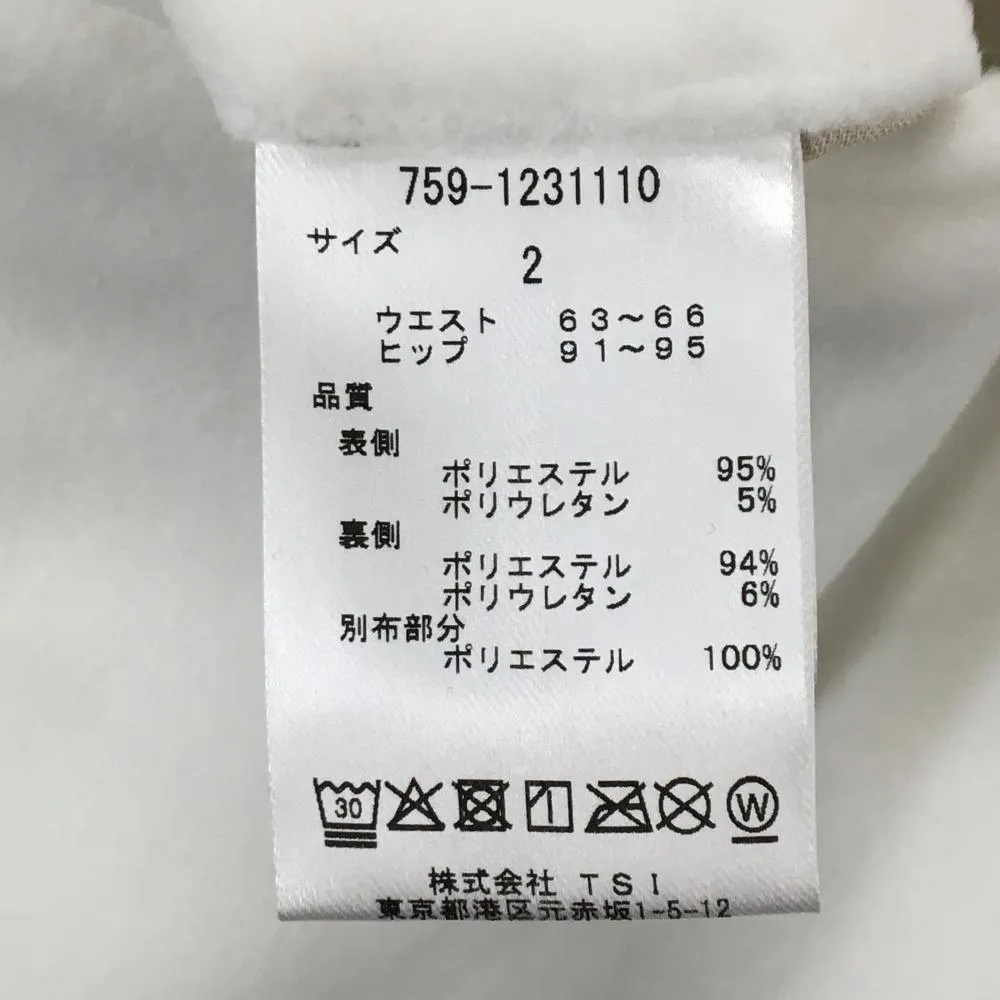 759-1231110
サイズ
2
ウエスト 63～66
ヒップ 91～95
品質
表側
ポリエステル 95%
ポリウレタン 5%
裏側
ポリエステル 94%
ポリウレタン 6%
別布部分
ポリエステル 100%
30 W
株式会社 TSI
東京都港区元赤坂1-5-12